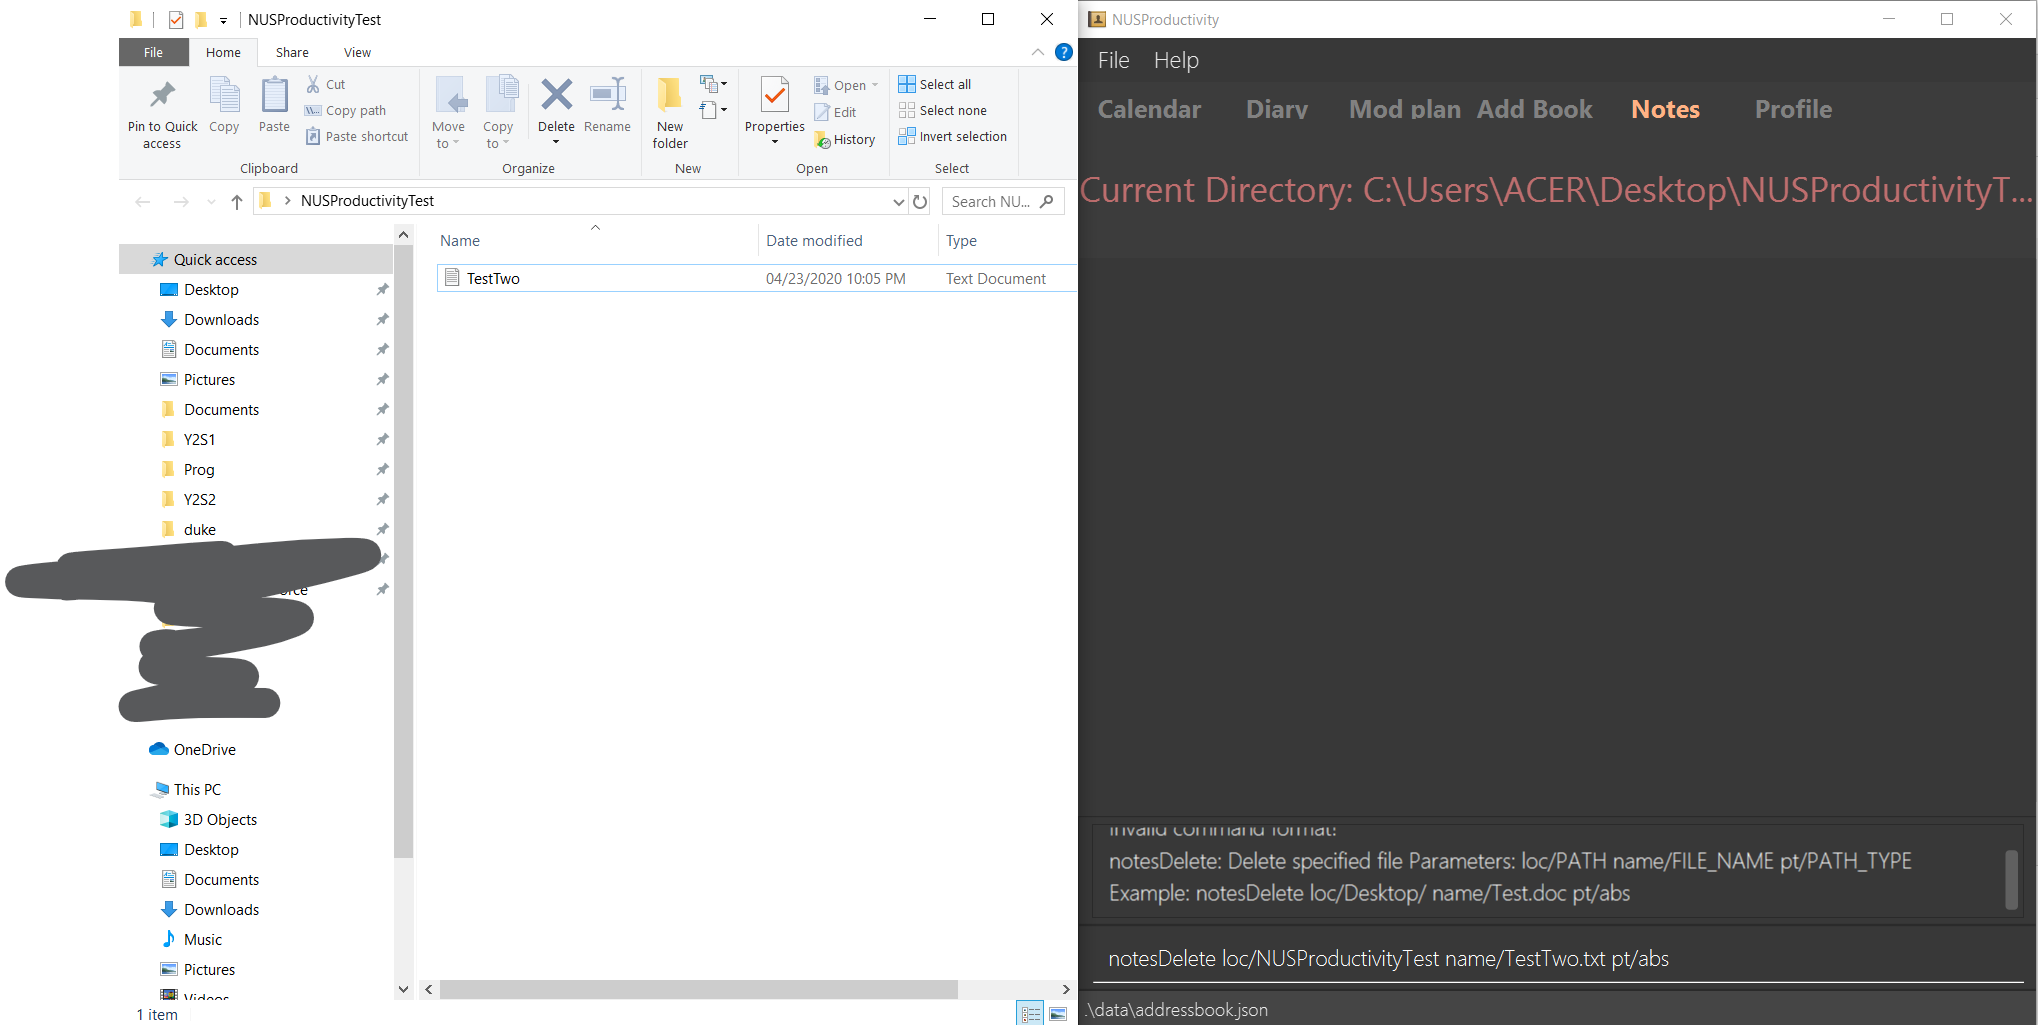 NUSProductivityTest
File Home Share View
Pin to Quick access
Copy
Paste
Cut
Copy path
Paste shortcut
Clipboard
Move to
Copy to
Delete
Rename
Organize
New folder
New
Properties
Open
Edit
History
Open
Select all
Select none
Invert selection
Select
NUSProductivityTest
Search NU...
Name Date modified Type
TestTwo 04/23/2020 10:05 PM Text Document
Quick access
Desktop
Downloads
Documents
Pictures
Documents
Y2S1
Prog
Y2S2
duke
OneDrive
This PC
3D Objects
Desktop
Documents
Downloads
Music
Pictures
Videos
1 item
NUSProductivity
File Help
Calendar Diary Mod plan Add Book Notes Profile
Current Directory: C:\Users\ACER\Desktop\NUSProductivityT...
Invalid command format!
notesDelete: Delete specified file Parameters: loc/PATH name/FILE_NAME pt/PATH_TYPE
Example: notesDelete loc/Desktop/ name/Test.doc pt/abs
notesDelete loc/NUSProductivityTest name/TestTwo.txt pt/abs
.\data\addressbook.json